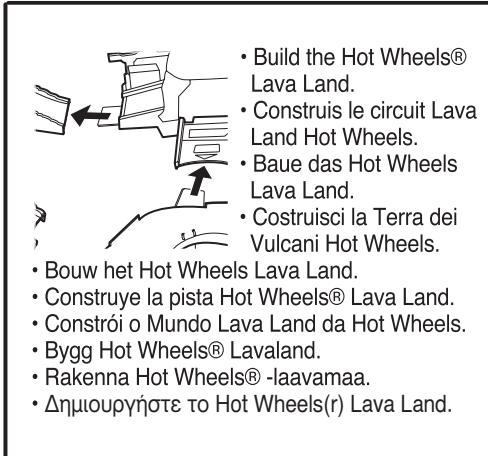 • Build the Hot Wheels®
Lava Land.
• Construis le circuit Lava
Land Hot Wheels.
• Baue das Hot Wheels
Lava Land.
• Costruisci la Terra dei
Vulcani Hot Wheels.
• Bouw het Hot Wheels Lava Land.
• Construye la pista Hot Wheels® Lava Land.
• Constrói o Mundo Lava Land da Hot Wheels.
• Bygg Hot Wheels® Lavaland.
• Rakenna Hot Wheels® -laavamaa.
• Δημιουργήστε το Hot Wheels(r) Lava Land.